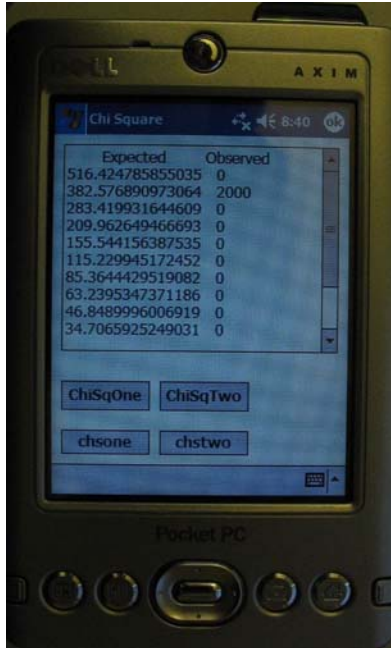 DELL
AXIM
Chi Square 8:40 ok
Expected Observed
516.424785855035 0
382.576890973064 2000
283.419931644609 0
209.962649466693 0
155.544156387535 0
115.229945172452 0
85.3644429519082 0
63.2395347371186 0
46.8489996006919 0
34.7065925249031 0
ChiSqOne ChiSqTwo
chsone chstwo
Pocket PC